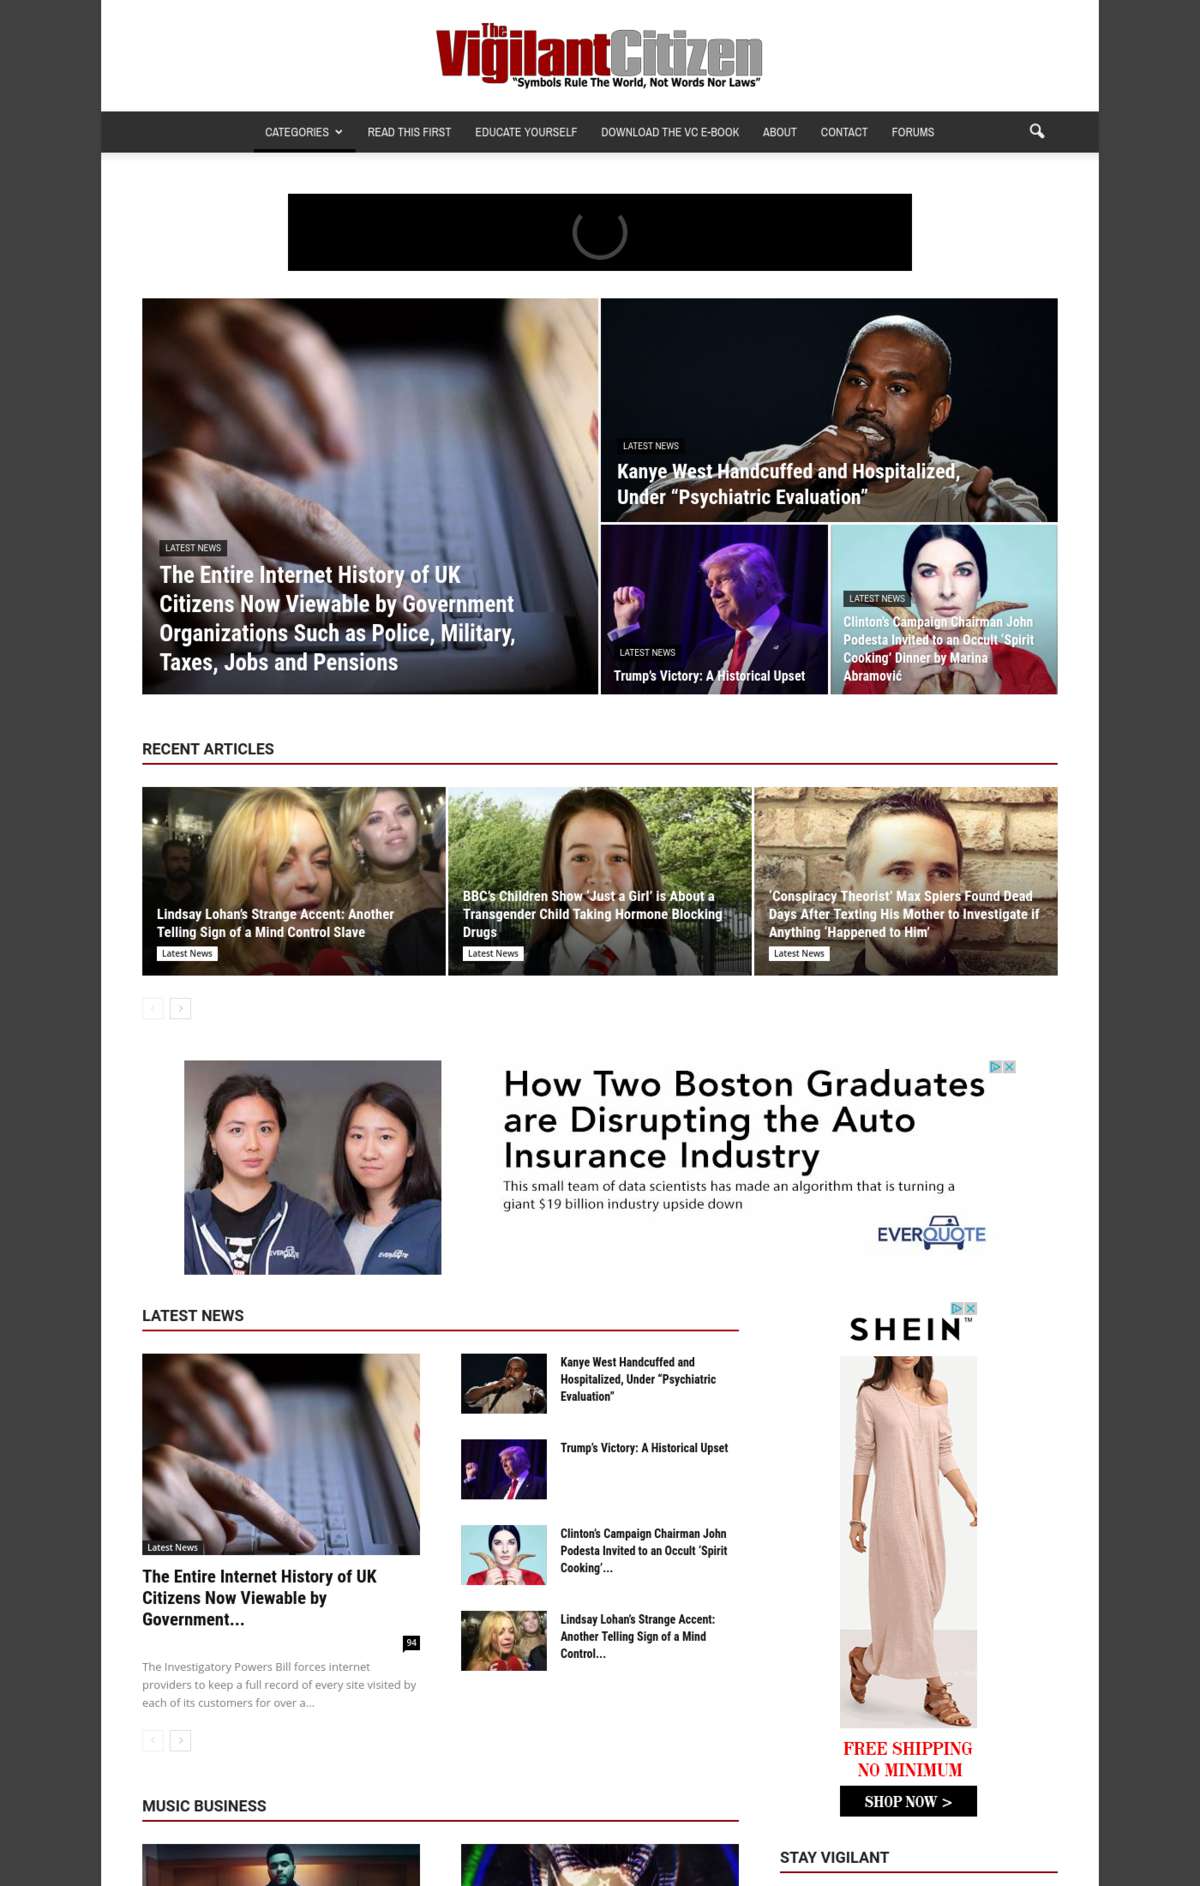 The
VigilantCitizen
"Symbols Rule The World, Not Words Nor Laws"
CATEGORIES READ THIS FIRST EDUCATE YOURSELF DOWNLOAD THE VC E-BOOK ABOUT CONTACT FORUMS
LATEST NEWS
The Entire Internet History of UK
Citizens Now Viewable by Government
Organizations Such as Police, Military,
Taxes, Jobs and Pensions
LATEST NEWS
Kanye West Handcuffed and Hospitalized,
Under “Psychiatric Evaluation”
LATEST NEWS
Trump’s Victory: A Historical Upset
LATEST NEWS
Clinton’s Campaign Chairman John
Podesta Invited to an Occult ‘Spirit
Cooking’ Dinner by Marina
Abramović
RECENT ARTICLES
Lindsay Lohan’s Strange Accent: Another
Telling Sign of a Mind Control Slave
Latest News
BBC’s Children Show ‘Just a Girl’ is About a
Transgender Child Taking Hormone Blocking
Drugs
Latest News
‘Conspiracy Theorist’ Max Spiers Found Dead
Days After Texting His Mother to Investigate if
Anything ‘Happened to Him’
Latest News
How Two Boston Graduates
are Disrupting the Auto
Insurance Industry
This small team of data scientists has made an algorithm that is turning a
giant $19 billion industry upside down
EVERQUOTE
EVERQUOTE
EVERQUOTE
LATEST NEWS
Latest News
The Entire Internet History of UK
Citizens Now Viewable by
Government...
94
The Investigatory Powers Bill forces internet
providers to keep a full record of every site visited by
each of its customers for over a...
Kanye West Handcuffed and
Hospitalized, Under “Psychiatric
Evaluation”
Trump’s Victory: A Historical Upset
Clinton’s Campaign Chairman John
Podesta Invited to an Occult ‘Spirit
Cooking’...
Lindsay Lohan’s Strange Accent:
Another Telling Sign of a Mind
Control...
SHEIN™
FREE SHIPPING
NO MINIMUM
SHOP NOW >
MUSIC BUSINESS
STAY VIGILANT